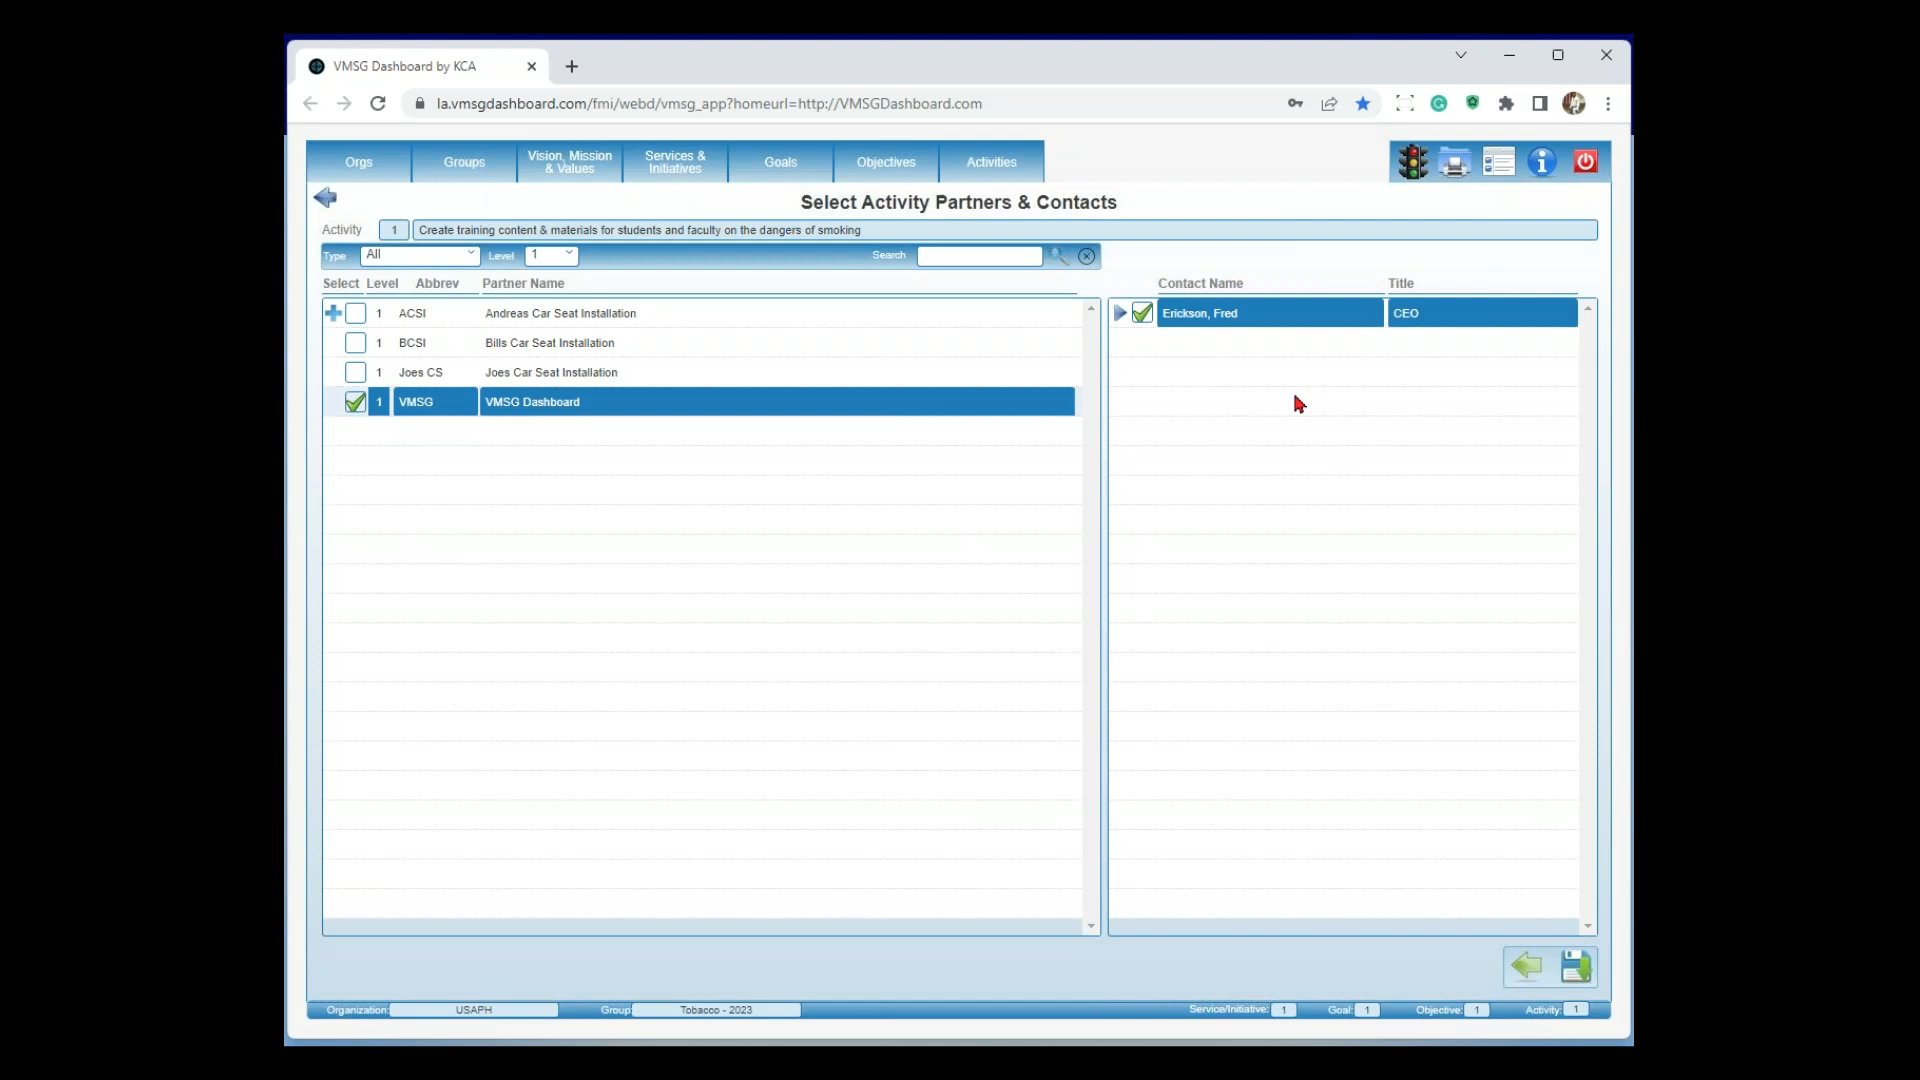 VMSG Dashboard by KCA
la.vmsgdashboard.com/fmi/webd/vmsg_app?homeurl=http://VMSGDashboard.com
Orgs Groups Vision, Mission & Values Services & Initiatives Goals Objectives Activities
Select Activity Partners & Contacts
Activity 1 Create training content & materials for students and faculty on the dangers of smoking
Type All Level 1 Search
Select Level Abbrev Partner Name Contact Name Title
1 ACSI Andreas Car Seat Installation Erickson, Fred CEO
1 BCSI Bills Car Seat Installation
1 Joes CS Joes Car Seat Installation
1 VMSG VMSG Dashboard
Organization: USAPH Group: Tobacco - 2023 Service/Initiative: 1 Goal: 1 Objective: 1 Activity: 1